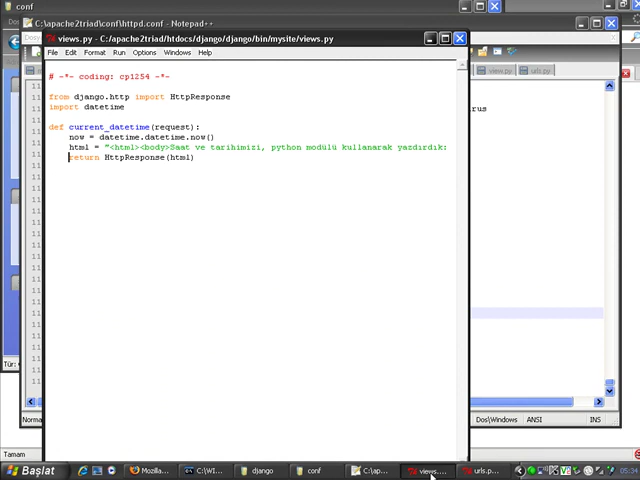 conf
C:\apache2triad\conf\httpd.conf - Notepad++
views.py - C:/apache2triad/htdocs/django/django/bin/mysite/views.py
File Edit Format Run Options Windows Help
view.py urls.py
# -*- coding: cp1254 -*-
from django.http import HttpResponse
import datetime
rus
def current_datetime(request):
now = datetime.datetime.now()
html = "<html><body>Saat ve tarihimizi, python modülü kullanarak yazdırdık:
return HttpResponse(html)
Tür:
Norma
Dos\Windows ANSI INS
Tamam
Başlat Mozilla... C:\WI... django conf C:\ap... views.... urls.p... 05:34